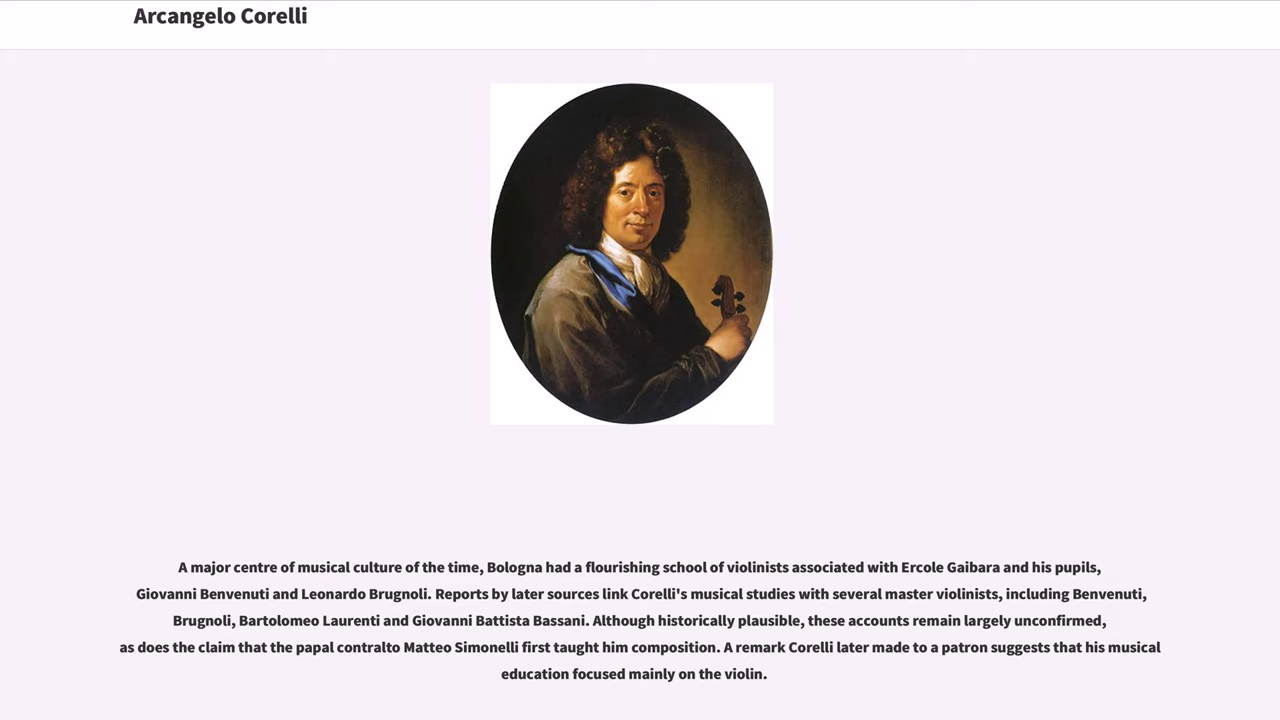 Arcangelo Corelli
A major centre of musical culture of the time, Bologna had a flourishing school of violinists associated with Ercole Gaibara and his pupils,
Giovanni Benvenuti and Leonardo Brugnoli. Reports by later sources link Corelli's musical studies with several master violinists, including Benvenuti,
Brugnoli, Bartolomeo Laurenti and Giovanni Battista Bassani. Although historically plausible, these accounts remain largely unconfirmed,
as does the claim that the papal contralto Matteo Simonelli first taught him composition. A remark Corelli later made to a patron suggests that his musical
education focused mainly on the violin.